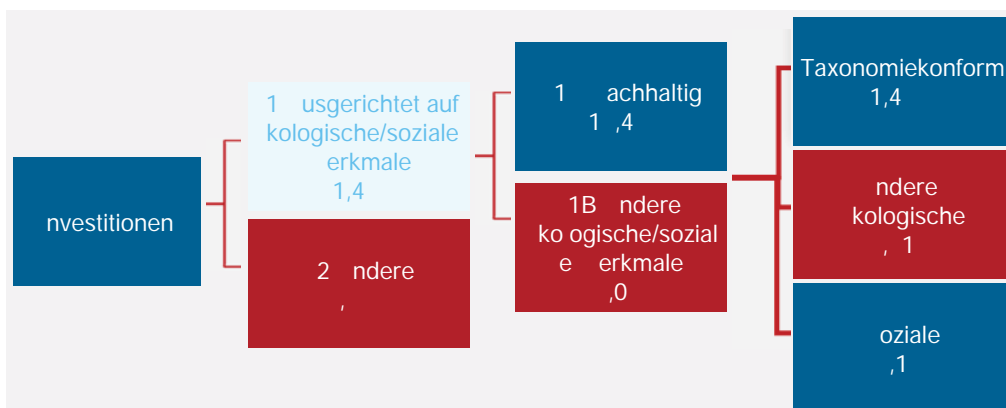 nvestitionen
1 usgerichtet auf
kologische/soziale
erkmale
1,4
2 ndere
,
1 achhaltig
1 ,4
1B ndere
ko ogische/sozial
e erkmale
,0
Taxonomiekonform
1,4
ndere
kologische
, 1
oziale
,1